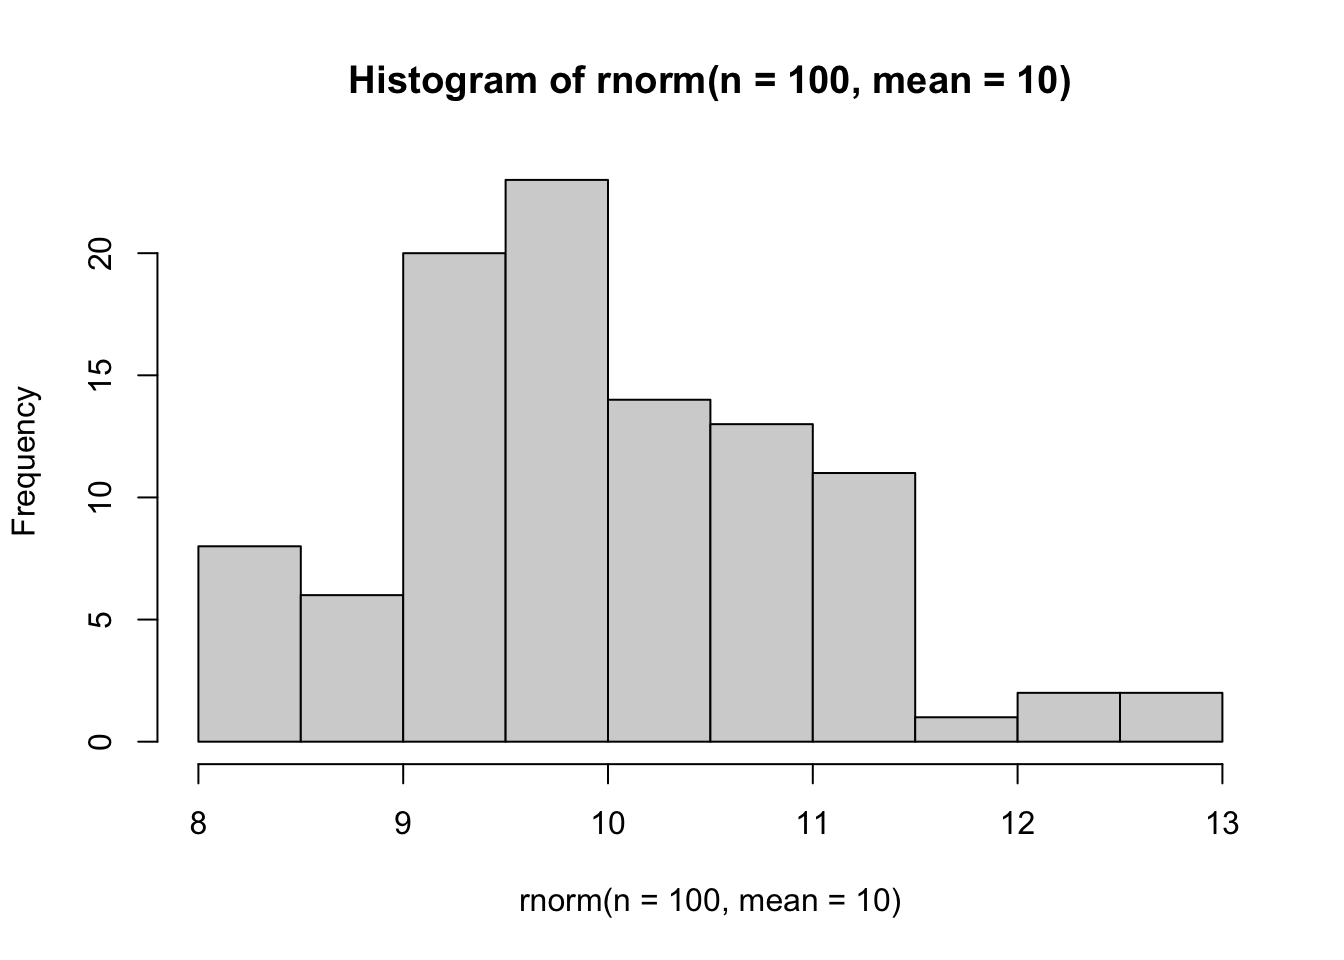 Histogram of rnorm(n = 100, mean = 10)
Frequency
20
15
10
5
0
8 9 10 11 12 13
rnorm(n = 100, mean = 10)